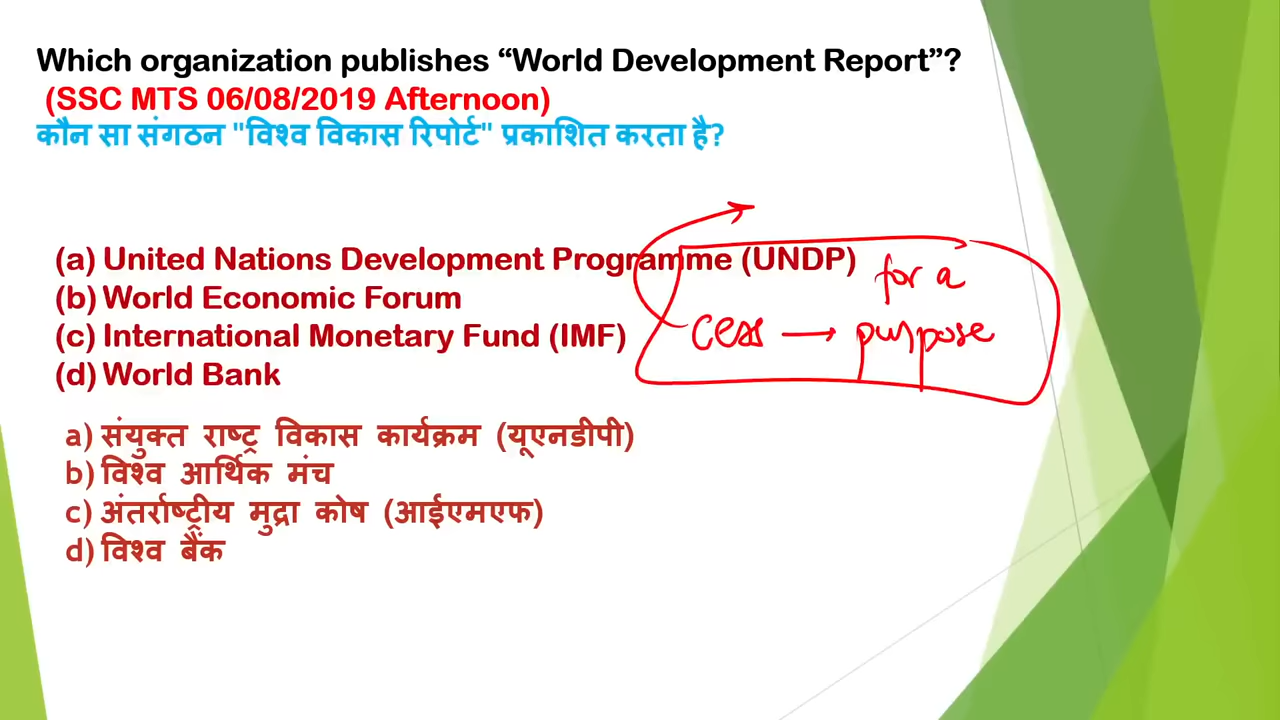 Which organization publishes “World Development Report”?
(SSC MTS 06/08/2019 Afternoon)
कौन सा संगठन "विश्व विकास रिपोर्ट" प्रकाशित करता है?
(a) United Nations Development Programme (UNDP)
(b) World Economic Forum
(c) International Monetary Fund (IMF)
(d) World Bank
for a
cess → purpose
a) संयुक्त राष्ट्र विकास कार्यक्रम (यूएनडीपी)
b) विश्व आर्थिक मंच
c) अंतर्राष्ट्रीय मुद्रा कोष (आईएमएफ)
d) विश्व बैंक